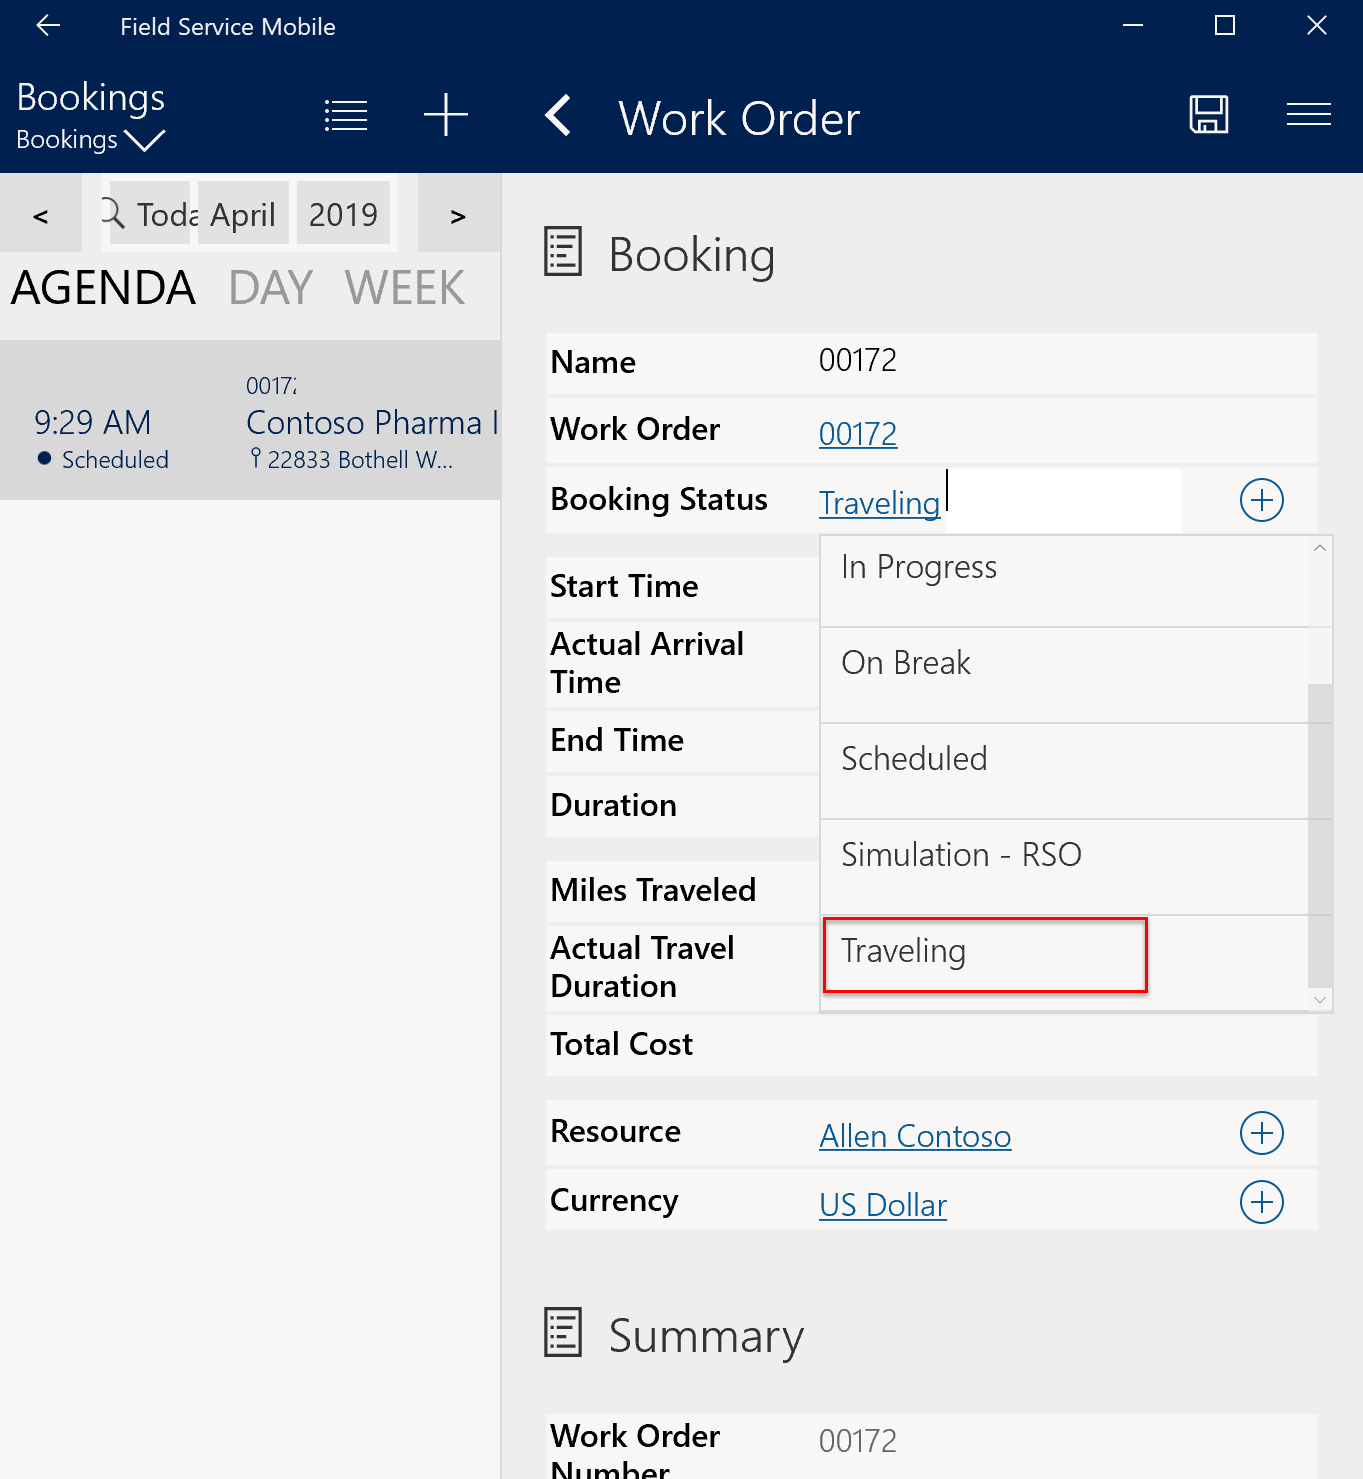 Field Service Mobile
Bookings
Bookings
Work Order
<
Toda
April
2019
>
AGENDA DAY WEEK
00172
9:29 AM
Contoso Pharma I
Scheduled
22833 Bothell W...
Booking
Name 00172
Work Order 00172
Booking Status Traveling
In Progress
On Break
Scheduled
Simulation - RSO
Traveling
Start Time
Actual Arrival
Time
End Time
Duration
Miles Traveled
Actual Travel
Duration
Total Cost
Resource Allen Contoso
Currency US Dollar
Summary
Work Order 00172
Number